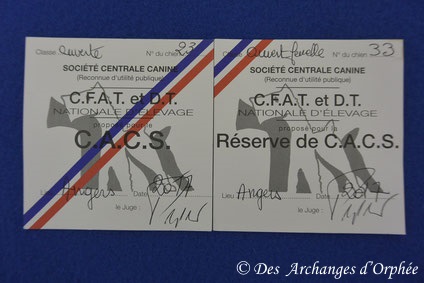 Classe: ouverte N° du chien: 23
SOCIÉTÉ CENTRALE CANINE
(Reconnue d'utilité publique)
C.F.A.T. et D.T.
NATIONALE D'ÉLEVAGE
proposé pour le
C.A.C.S.
Lieu: Angers Date:
le Juge:
Classe: ouvert femelle N° du chien: 33
SOCIÉTÉ CENTRALE CANINE
(Reconnue d'utilité publique)
C.F.A.T. et D.T.
NATIONALE D'ÉLEVAGE
proposé pour la
Réserve de C.A.C.S.
Lieu: Angers Date:
le Juge:
© Des Archanges d'Orphée